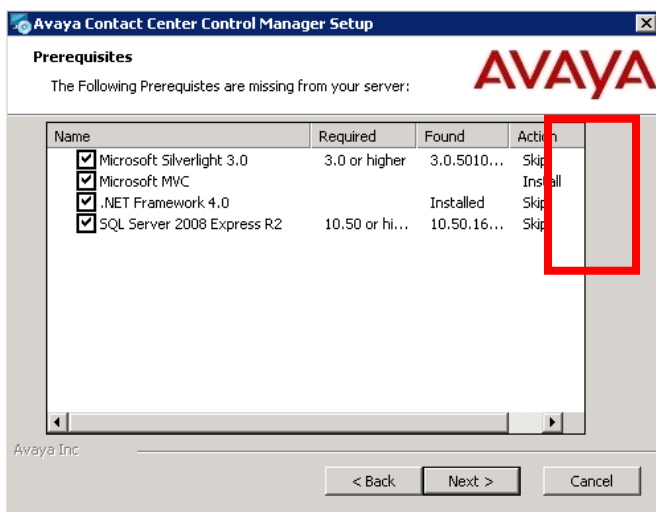 Avaya Contact Center Control Manager Setup
Prerequisites
The Following Prerequistes are missing from your server:
AVAYA
Name Required Found Action
Microsoft Silverlight 3.0 3.0 or higher 3.0.5010... Skip
Microsoft MVC Install
.NET Framework 4.0 Installed Skip
SQL Server 2008 Express R2 10.50 or hi... 10.50.16... Skip
Avaya Inc
< Back Next > Cancel